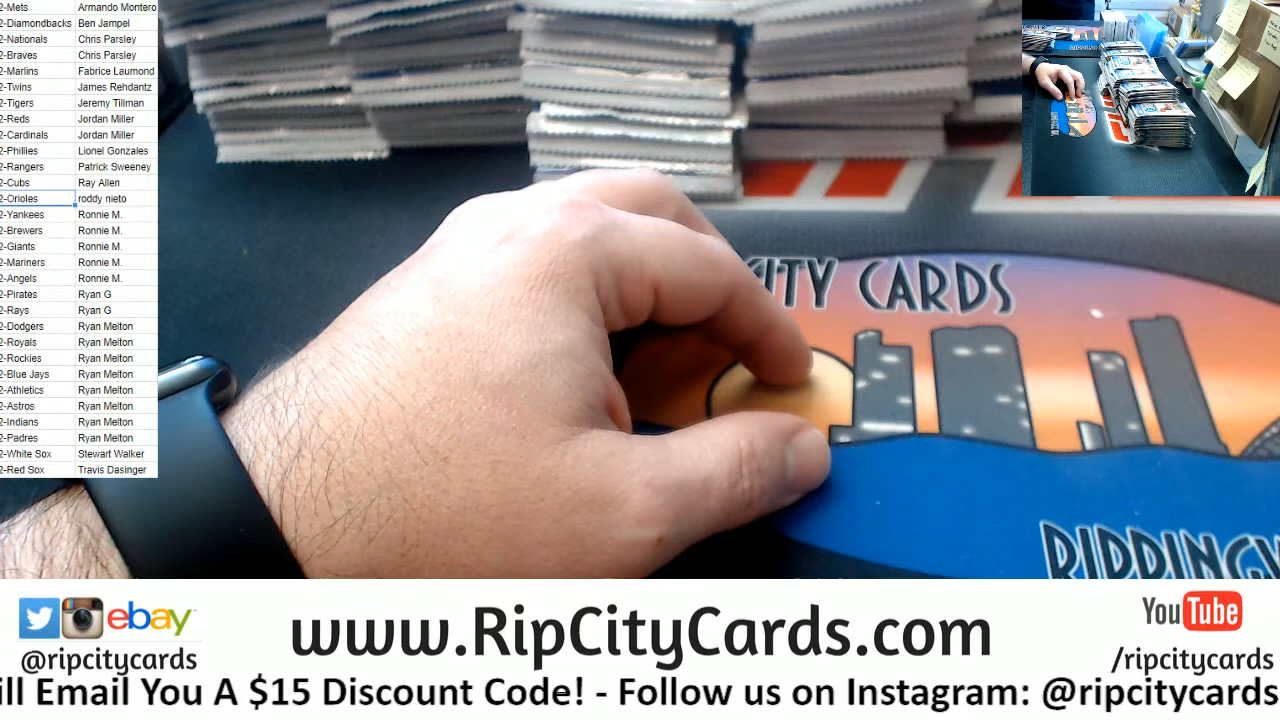 2-Mets Armando Montero
2-Diamondbacks Ben Jampel
2-Nationals Chris Parsley
2-Braves Chris Parsley
2-Marlins Fabrice Laumond
2-Twins James Rehdantz
2-Tigers Jeremy Tillman
2-Reds Jordan Miller
2-Cardinals Jordan Miller
2-Phillies Lionel Gonzales
2-Rangers Patrick Sweeney
2-Cubs Ray Allen
2-Orioles roddy nieto
2-Yankees Ronnie M.
2-Brewers Ronnie M.
2-Giants Ronnie M.
2-Mariners Ronnie M.
2-Angels Ronnie M.
2-Pirates Ryan G
2-Rays Ryan G
2-Dodgers Ryan Melton
2-Royals Ryan Melton
2-Rockies Ryan Melton
2-Blue Jays Ryan Melton
2-Athletics Ryan Melton
2-Astros Ryan Melton
2-Indians Ryan Melton
2-Padres Ryan Melton
2-White Sox Stewart Walker
2-Red Sox Travis Dasinger
CITY CARDS
RIPPINGW
ebay
@ripcitycards
www.RipCityCards.com
YouTube
/ripcitycards
ill Email You A $15 Discount Code! - Follow us on Instagram: @ripcitycards